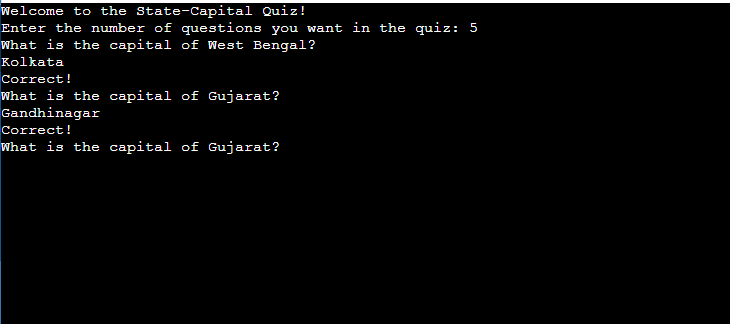 Welcome to the State-Capital Quiz!
Enter the number of questions you want in the quiz: 5
What is the capital of West Bengal?
Kolkata
Correct!
What is the capital of Gujarat?
Gandhinagar
Correct!
What is the capital of Gujarat?